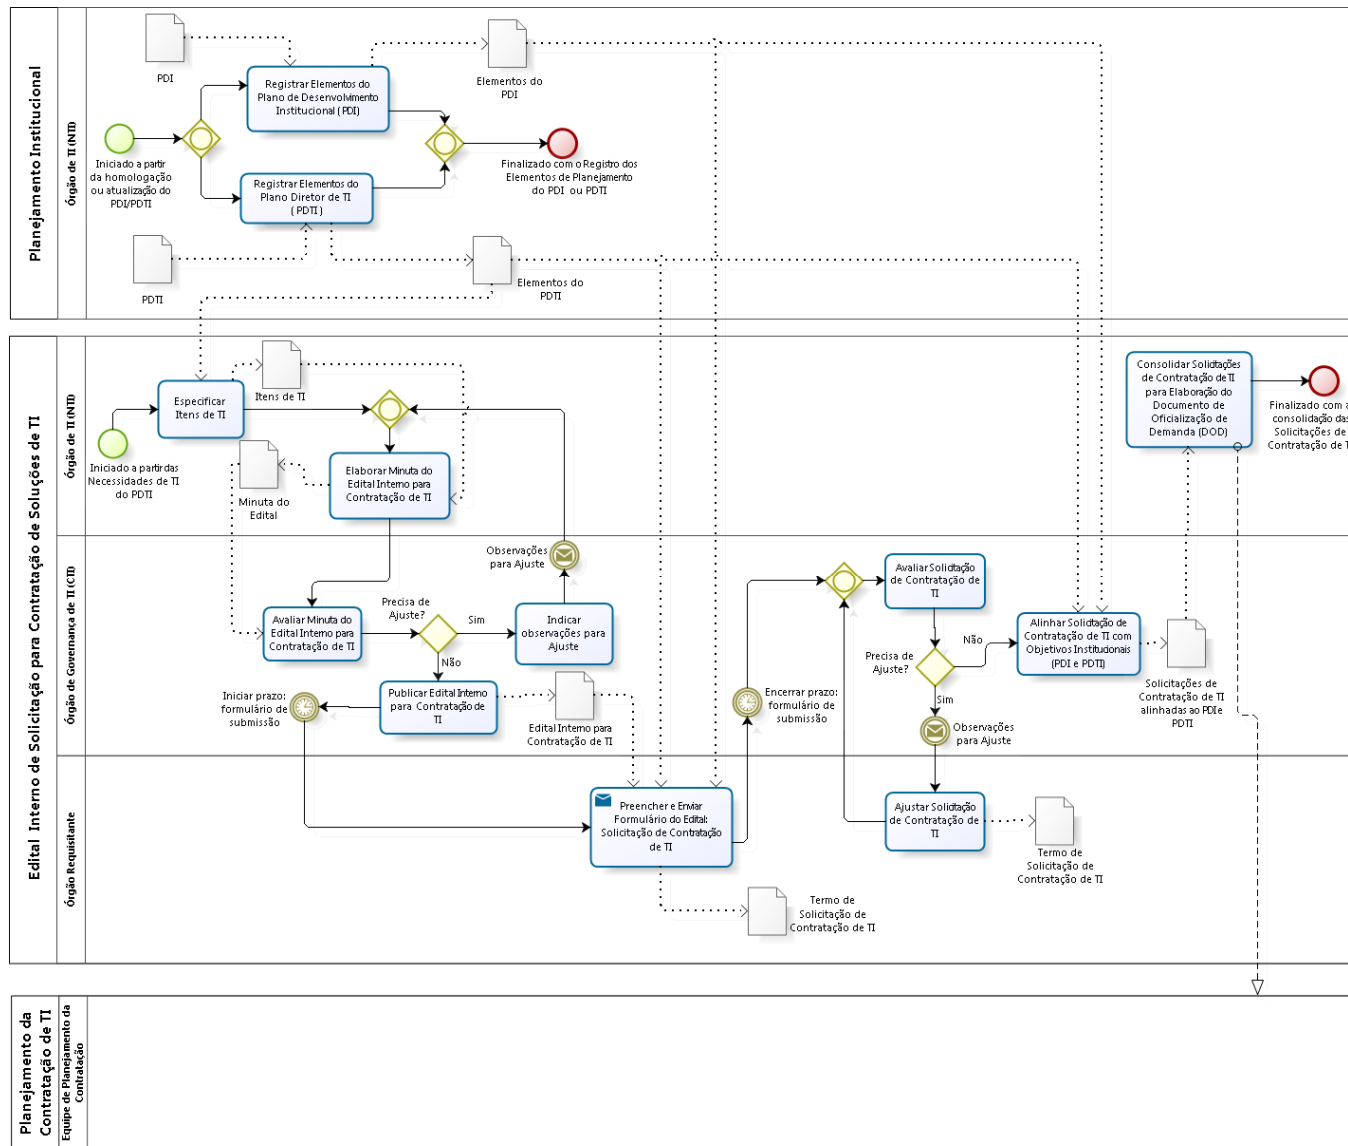 Planejamento Institucional
Órgão de TI (NTI)
PDI
Registrar Elementos do
Plano de Desenvolvimento
Institucional ( PDI)
Elementos do
PDI
Iniciado a partir
da homologação
ou atualização do
PDI/PDTI
Finalizado com o Registro dos
Elementos de Planejamento
do PDI ou PDTI
Registrar Elementos do
Plano Diretor de TI
( PDTI )
PDTI
Elementos do
PDTI
Edital Interno de Solicitação para Contratação de Soluções de TI
Órgão de TI (NTI)
Especificar
Itens de TI
Itens de TI
Iniciado a partir das
Necessidades de TI
do PDTI
Minuta do
Edital
Elaborar Minuta do
Edital Interno para
Contratação de TI
Consolidar Solicitações
de Contratação de TI
para Elaboração do
Documento de
Oficialização de
Demanda (DOD)
Finalizado com a
consolidação das
Solicitações de
Contratação de T
Órgão de Governança de TI (CTI)
Observações
para Ajuste
Avaliar Minuta do
Edital Interno para
Contratação de TI
Precisa de
Ajuste?
Sim
Não
Indicar
observações para
Ajuste
Iniciar prazo:
formulário de
submissão
Publicar Edital Interno
para Contratação de
TI
Edital Interno para
Contratação de TI
Encerrar prazo:
formulário de
submissão
Avaliar Solicitação
de Contratação de
TI
Precisa de
Ajuste?
Não
Sim
Observações
para Ajuste
Alinhar Solicitação de
Contratação de TI com
Objetivos Institucionais
(PDI e PDTI)
Solicitações de
Contratação de TI
alinhadas ao PDI e
PDTI
Órgão Requisitante
Preencher e Enviar
Formulário do Edital:
Solicitação de Contratação
de TI
Termo de
Solicitação de
Contratação de TI
Ajustar Solicitação
de Contratação de
TI
Termo de
Solicitação de
Contratação de TI
Planejamento da
Contratação de TI
Equipe de Planejamento da
Contratação